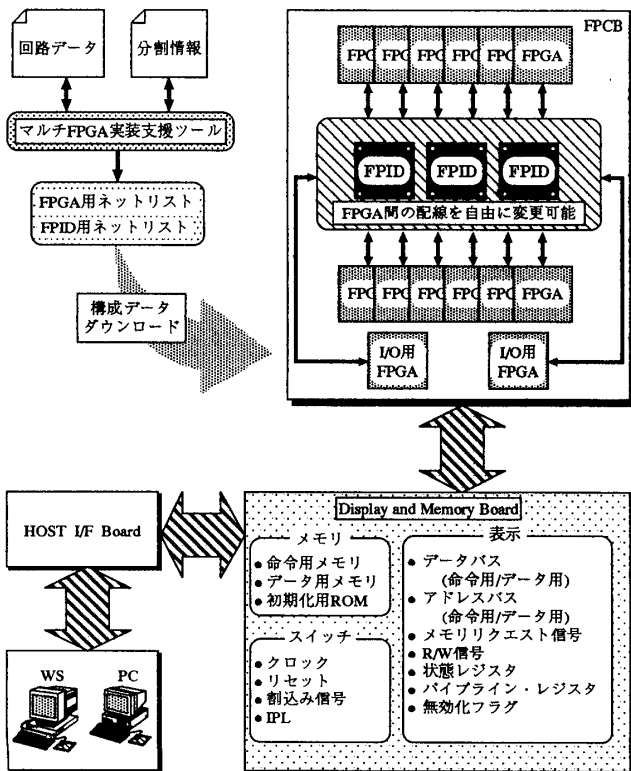 回路データ
分割情報
マルチFPGA実装支援ツール
FPGA用ネットリスト
FPID用ネットリスト
構成データ
ダウンロード
FPCB
FPC FPC FPC FPC FPC FPGA
FPID FPID FPID
FPGA間の配線を自由に変更可能
FPC FPC FPC FPC FPC FPGA
I/O用
FPGA
I/O用
FPGA
HOST I/F Board
WS PC
Display and Memory Board
メモリ
● 命令用メモリ
● データ用メモリ
● 初期化用ROM
スイッチ
● クロック
● リセット
● 割込み信号
● IPL
表示
● データバス
(命令用/データ用)
● アドレスバス
(命令用/データ用)
● メモリリクエスト信号
● R/W信号
● 状態レジスタ
● パイプライン・レジスタ
● 無効化フラグ